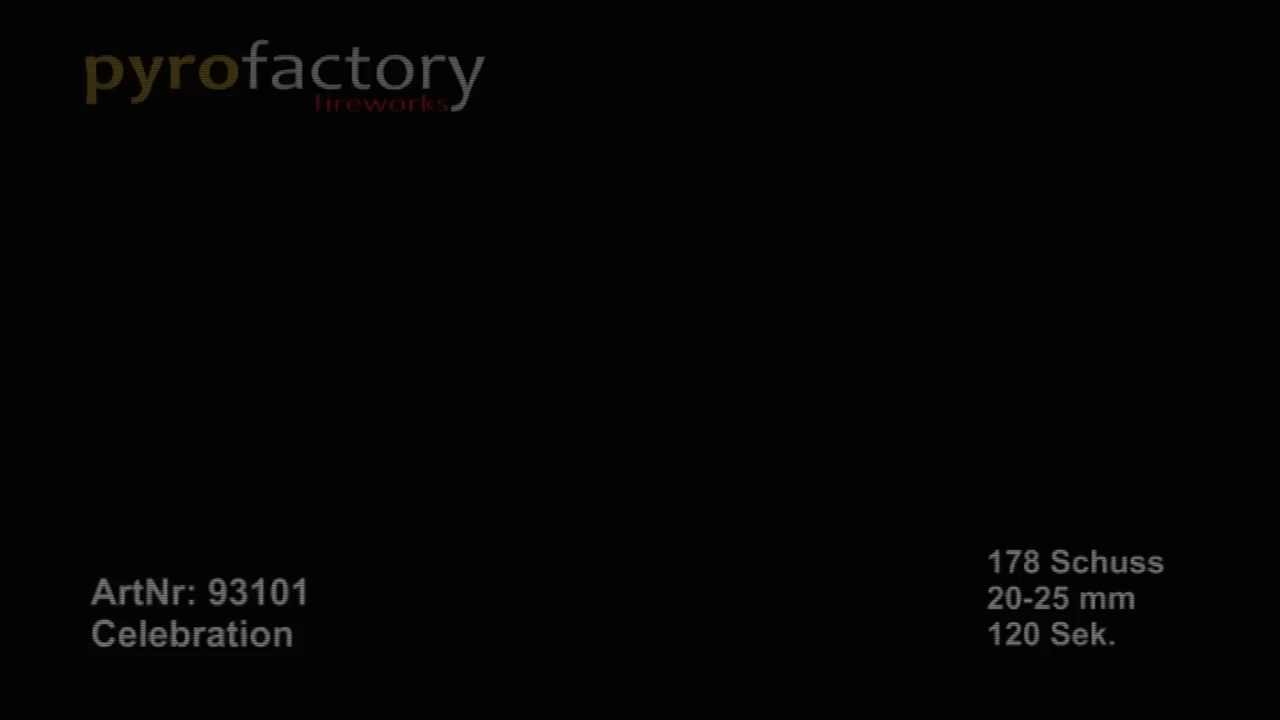 pyrofactory
fireworks
ArtNr: 93101
Celebration
178 Schuss
20-25 mm
120 Sek.